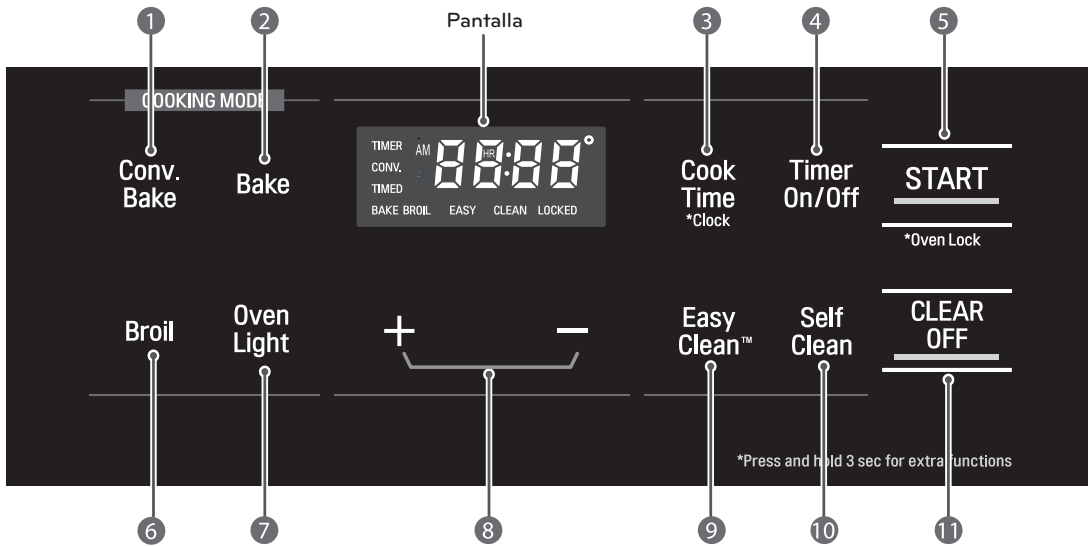 1 2 Pantalla 3 4 5
COOKING MODE
Conv.
Bake
Bake
TIMER AM 88:88°
HR
CONV.
TIMED
BAKE BROIL EASY CLEAN LOCKED
Cook
Time
*Clock
Timer
On/Off
START
*Oven Lock
Broil
Oven
Light
+ −
Easy
Clean™
Self
Clean
CLEAR
OFF
*Press and hold 3 sec for extra functions
6 7 8 9 10 11